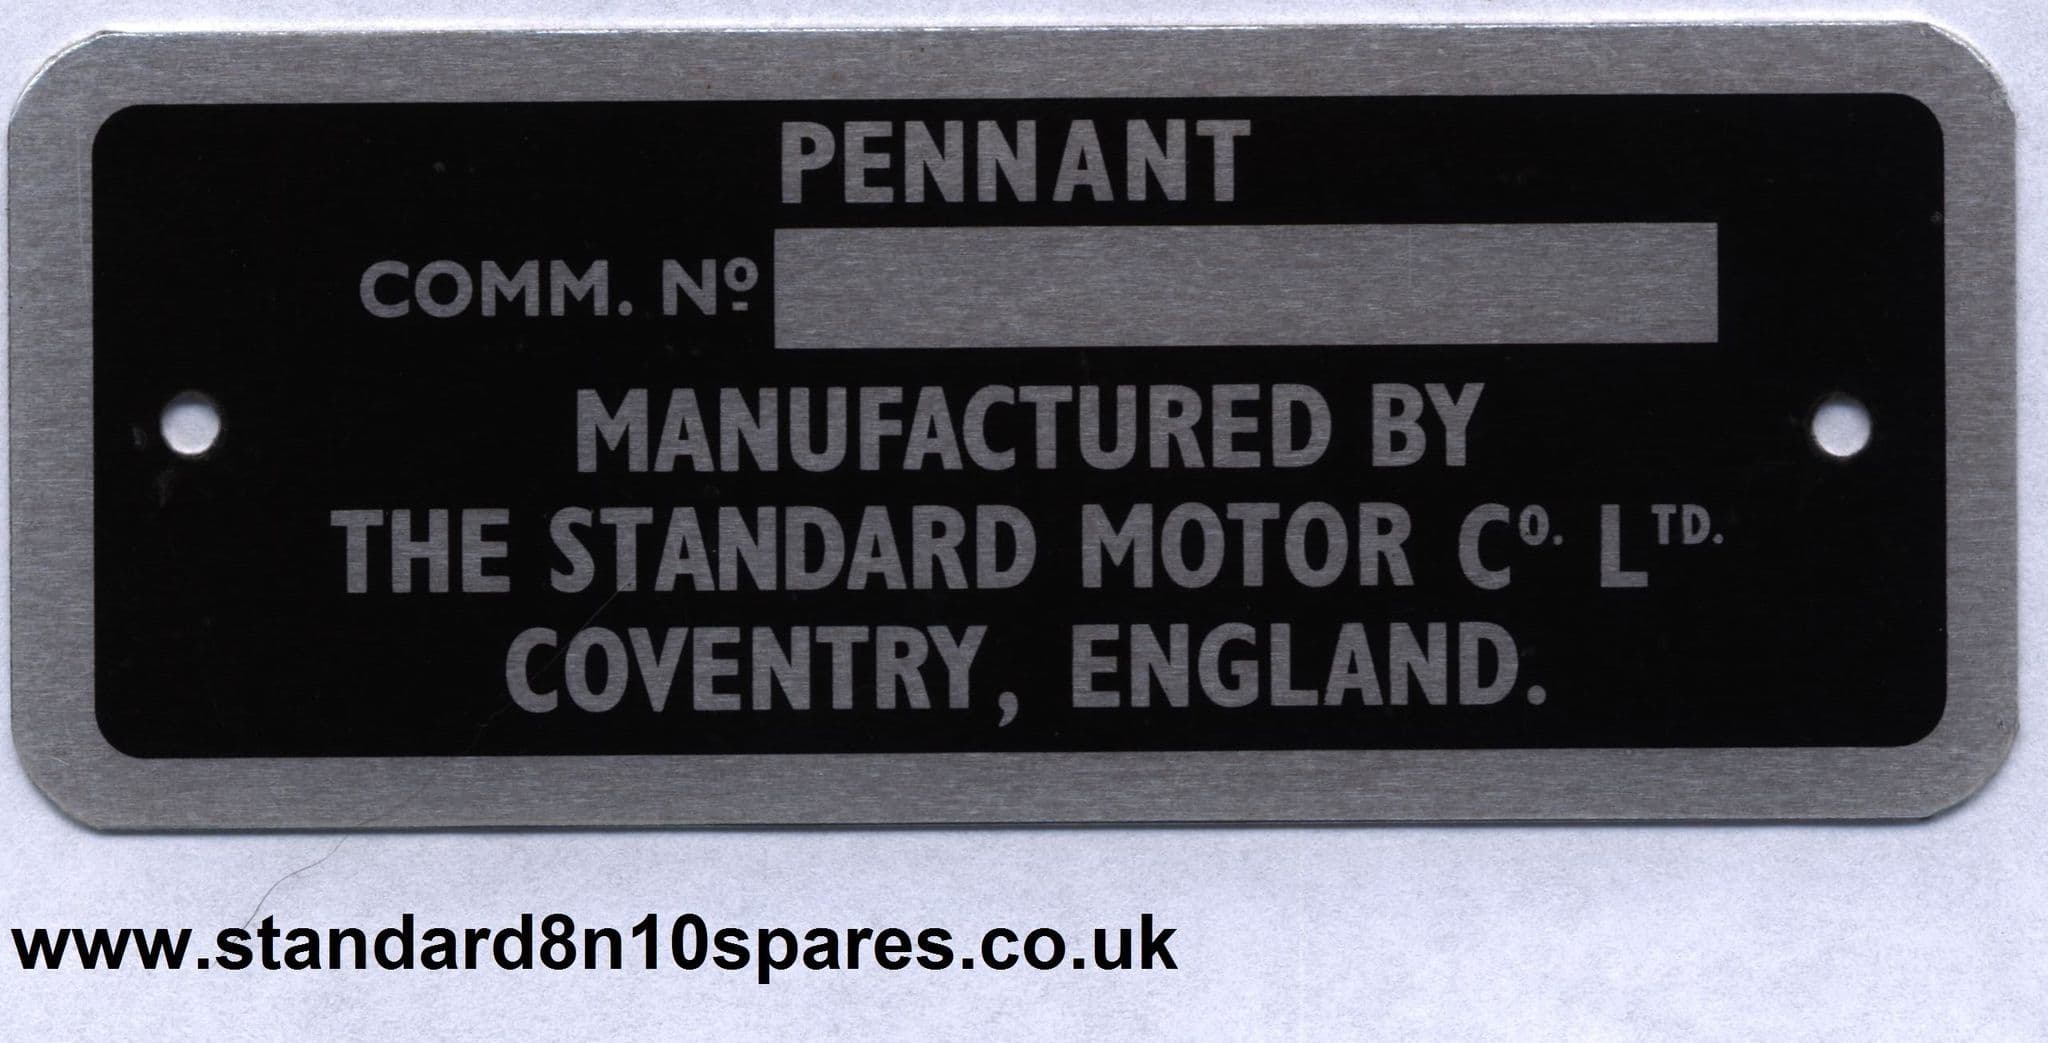 PENNANT
COMM. Nº
MANUFACTURED BY
THE STANDARD MOTOR Cº. LTD.
COVENTRY, ENGLAND.
www.standard8n10spares.co.uk